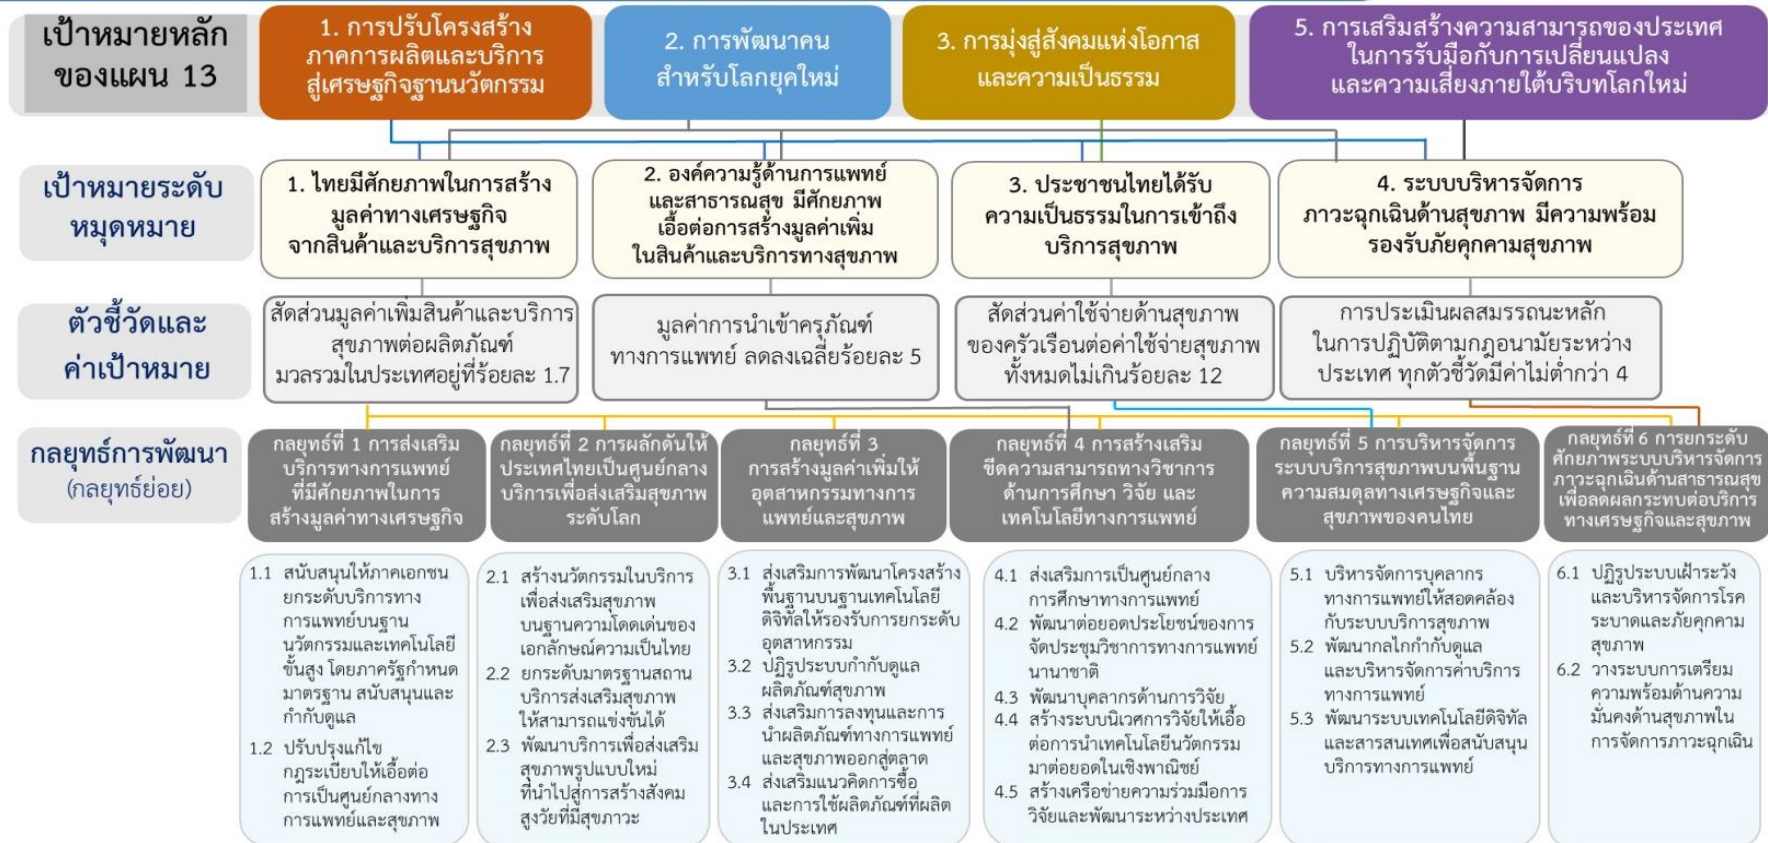 เป้าหมายหลัก
ของแผน 13
1. การปรับโครงสร้าง
ภาคการผลิตและบริการ
สู่เศรษฐกิจฐานนวัตกรรม
2. การพัฒนาคน
สำหรับโลกยุคใหม่
3. การมุ่งสู่สังคมแห่งโอกาส
และความเป็นธรรม
5. การเสริมสร้างความสามารถของประเทศ
ในการรับมือกับการเปลี่ยนแปลง
และความเสี่ยงภายใต้บริบทโลกใหม่
เป้าหมายระดับ
หมุดหมาย
1. ไทยมีศักยภาพในการสร้าง
มูลค่าทางเศรษฐกิจ
จากสินค้าและบริการสุขภาพ
2. องค์ความรู้ด้านการแพทย์
และสาธารณสุข มีศักยภาพ
เอื้อต่อการสร้างมูลค่าเพิ่ม
ในสินค้าและบริการทางสุขภาพ
3. ประชาชนไทยได้รับ
ความเป็นธรรมในการเข้าถึง
บริการสุขภาพ
4. ระบบบริหารจัดการ
ภาวะฉุกเฉินด้านสุขภาพ มีความพร้อม
รองรับภัยคุกคามสุขภาพ
ตัวชี้วัดและ
ค่าเป้าหมาย
สัดส่วนมูลค่าเพิ่มสินค้าและบริการ
สุขภาพต่อผลิตภัณฑ์
มวลรวมในประเทศอยู่ที่ร้อยละ 1.7
มูลค่าการนำเข้าครุภัณฑ์
ทางการแพทย์ ลดลงเฉลี่ยร้อยละ 5
สัดส่วนค่าใช้จ่ายด้านสุขภาพ
ของครัวเรือนต่อค่าใช้จ่ายสุขภาพ
ทั้งหมดไม่เกินร้อยละ 12
การประเมินผลสมรรถนะหลัก
ในการปฏิบัติตามกฎอนามัยระหว่าง
ประเทศ ทุกตัวชี้วัดมีค่าไม่ต่ำกว่า 4
กลยุทธ์การพัฒนา
(กลยุทธ์ย่อย)
กลยุทธ์ที่ 1 การส่งเสริม
บริการทางการแพทย์
ที่มีศักยภาพในการ
สร้างมูลค่าทางเศรษฐกิจ
กลยุทธ์ที่ 2 การผลักดันให้
ประเทศไทยเป็นศูนย์กลาง
บริการเพื่อส่งเสริมสุขภาพ
ระดับโลก
กลยุทธ์ที่ 3
การสร้างมูลค่าเพิ่มให้
อุตสาหกรรมทางการ
แพทย์และสุขภาพ
กลยุทธ์ที่ 4 การสร้างเสริม
ขีดความสามารถทางวิชาการ
ด้านการศึกษา วิจัย และ
เทคโนโลยีทางการแพทย์
กลยุทธ์ที่ 5 การบริหารจัดการ
ระบบบริการสุขภาพบนพื้นฐาน
ความสมดุลทางเศรษฐกิจและ
สุขภาพของคนไทย
กลยุทธ์ที่ 6 การยกระดับ
ศักยภาพระบบบริหารจัดการ
ภาวะฉุกเฉินด้านสาธารณสุข
เพื่อลดผลกระทบต่อบริการ
ทางเศรษฐกิจและสุขภาพ
1.1 สนับสนุนให้ภาคเอกชน
ยกระดับบริการทาง
การแพทย์บนฐาน
นวัตกรรมและเทคโนโลยี
ขั้นสูง โดยภาครัฐกำหนด
มาตรฐาน สนับสนุนและ
กำกับดูแล
1.2 ปรับปรุงแก้ไข
กฎระเบียบให้เอื้อต่อ
การเป็นศูนย์กลางทาง
การแพทย์และสุขภาพ
2.1 สร้างนวัตกรรมในบริการ
เพื่อส่งเสริมสุขภาพ
บนฐานความโดดเด่นของ
เอกลักษณ์ความเป็นไทย
2.2 ยกระดับมาตรฐานสถาน
บริการส่งเสริมสุขภาพ
ให้สามารถแข่งขันได้
2.3 พัฒนาบริการเพื่อส่งเสริม
สุขภาพรูปแบบใหม่
ที่นำไปสู่การสร้างสังคม
สูงวัยที่มีสุขภาวะ
3.1 ส่งเสริมการพัฒนาโครงสร้าง
พื้นฐานบนฐานเทคโนโลยี
ดิจิทัลให้รองรับการยกระดับ
อุตสาหกรรม
3.2 ปฏิรูประบบกำกับดูแล
ผลิตภัณฑ์สุขภาพ
3.3 ส่งเสริมการลงทุนและการ
นำผลิตภัณฑ์ทางการแพทย์
และสุขภาพออกสู่ตลาด
3.4 ส่งเสริมแนวคิดการซื้อ
และการใช้ผลิตภัณฑ์ที่ผลิต
ในประเทศ
4.1 ส่งเสริมการเป็นศูนย์กลาง
การศึกษาทางการแพทย์
4.2 พัฒนาต่อยอดประโยชน์ของการ
จัดประชุมวิชาการทางการแพทย์
นานาชาติ
4.3 พัฒนาบุคลากรด้านการวิจัย
4.4 สร้างระบบนิเวศการวิจัยให้เอื้อ
ต่อการนำเทคโนโลยีนวัตกรรม
มาต่อยอดในเชิงพาณิชย์
4.5 สร้างเครือข่ายความร่วมมือการ
วิจัยและพัฒนาระหว่างประเทศ
5.1 บริหารจัดการบุคลากร
ทางการแพทย์ให้สอดคล้อง
กับระบบบริการสุขภาพ
5.2 พัฒนากลไกกำกับดูแล
และบริหารจัดการค่าบริการ
ทางการแพทย์
5.3 พัฒนาระบบเทคโนโลยีดิจิทัล
และสารสนเทศเพื่อสนับสนุน
บริการทางการแพทย์
6.1 ปฏิรูประบบเฝ้าระวัง
และบริหารจัดการโรค
ระบาดและภัยคุกคาม
สุขภาพ
6.2 วางระบบการเตรียม
ความพร้อมด้านความ
มั่นคงด้านสุขภาพใน
การจัดการภาวะฉุกเฉิน